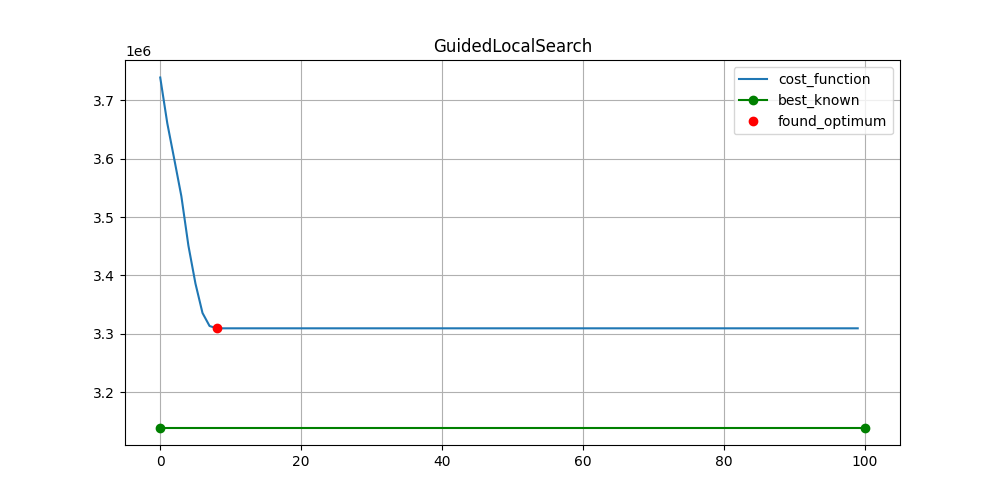 GuidedLocalSearch
1e6
cost_function
best_known
found_optimum
3.7
3.6
3.5
3.4
3.3
3.2
0 20 40 60 80 100